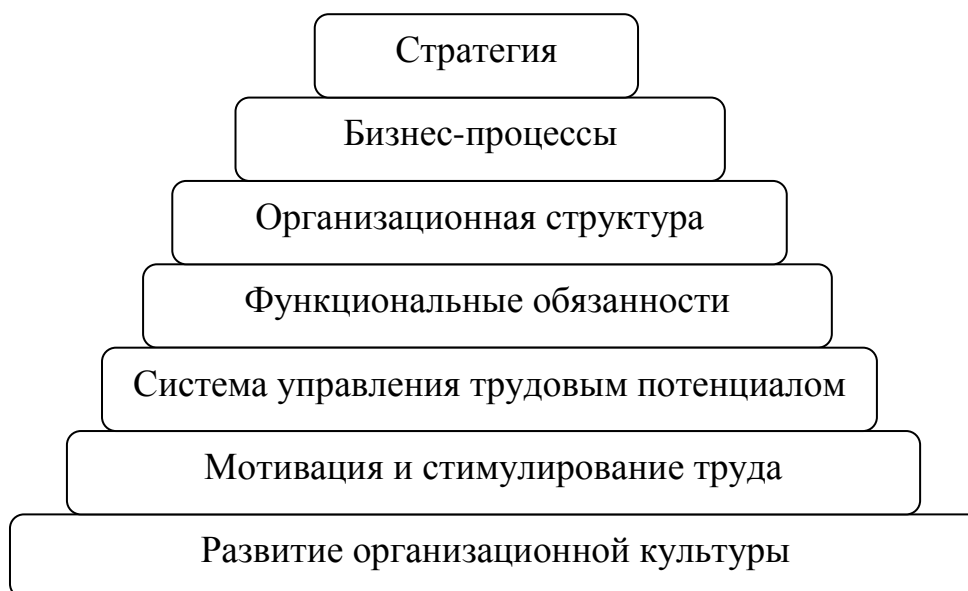 Стратегия
Бизнес-процессы
Организационная структура
Функциональные обязанности
Система управления трудовым потенциалом
Мотивация и стимулирование труда
Развитие организационной культуры